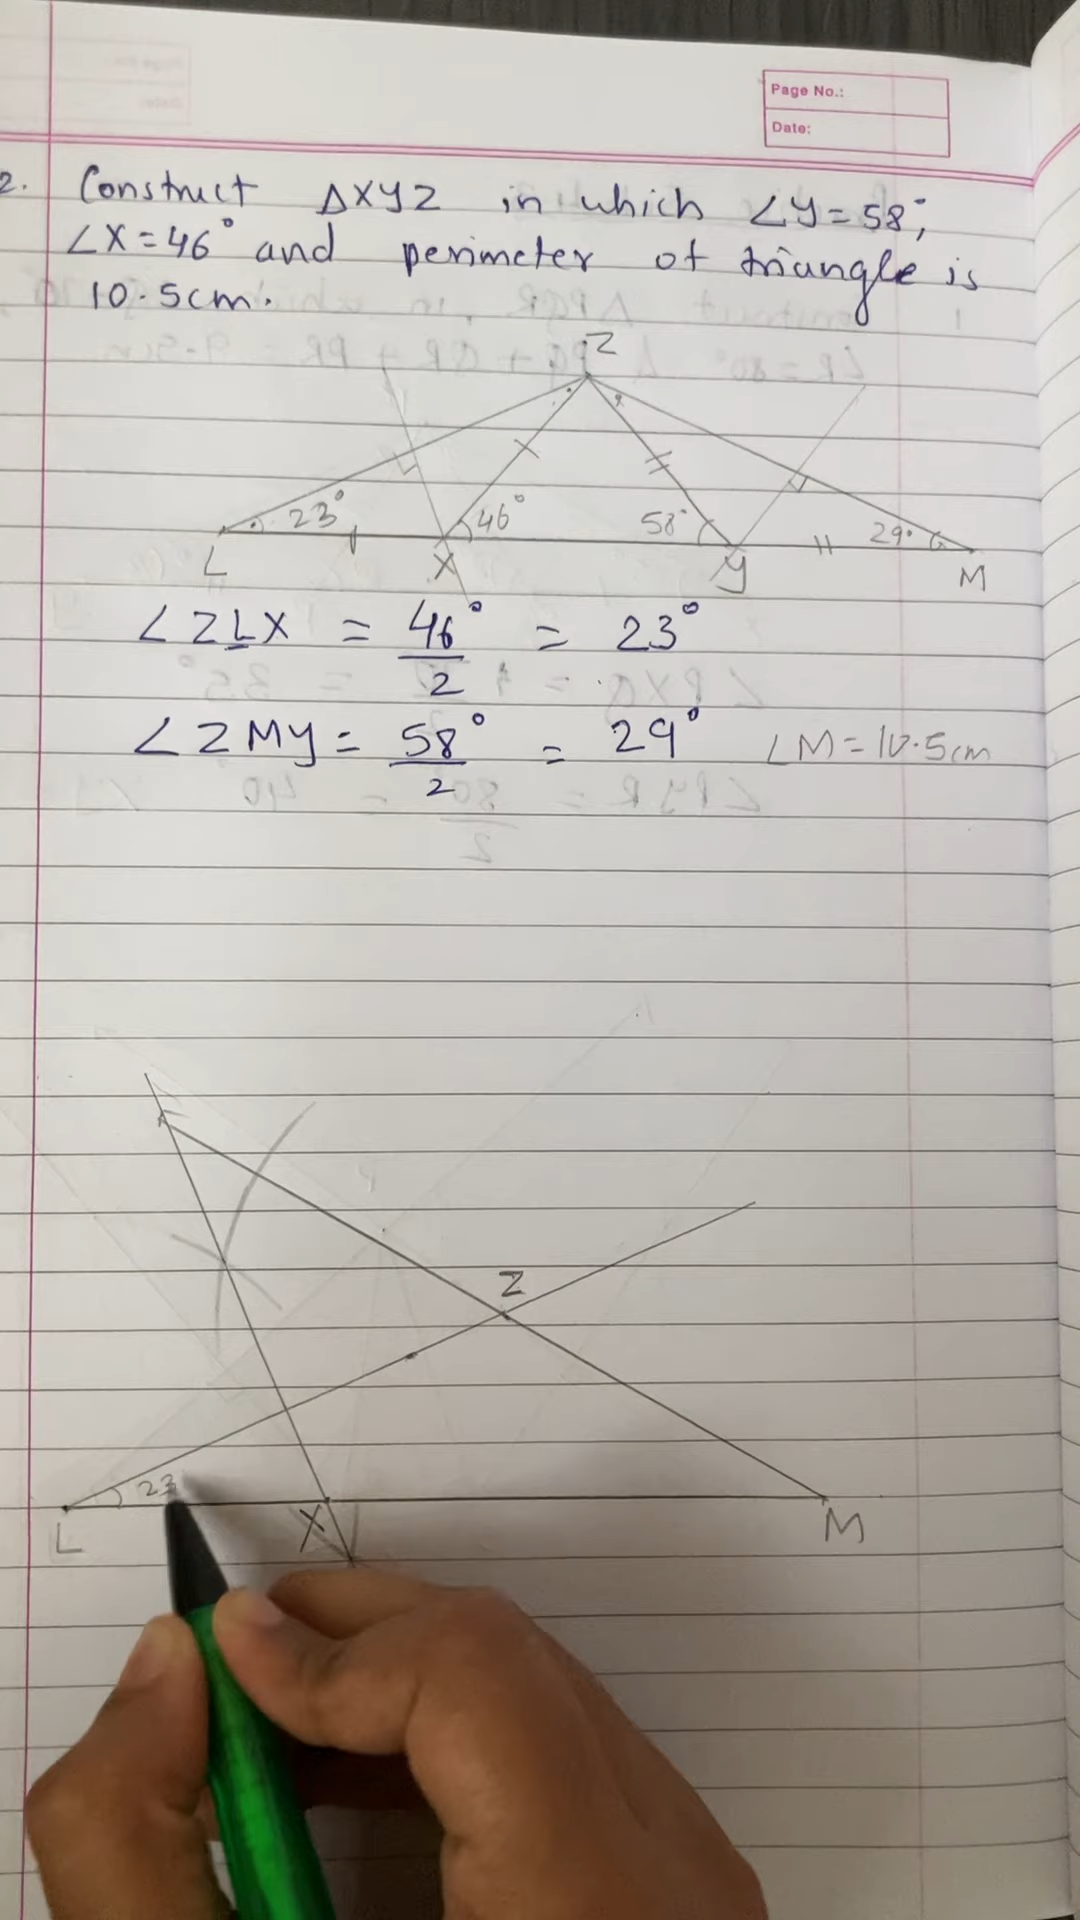 Page No.:
Date:
2. Construct ΔXYZ in which ∠Y=58°,
∠X=46° and perimeter of triangle is
10.5cm.
Z
23° 46° 58° 29°
L X Y M
∠ZLX = 46°/2 = 23°
∠ZMY = 58°/2 = 29° LM=10.5cm
Z
23
L X M